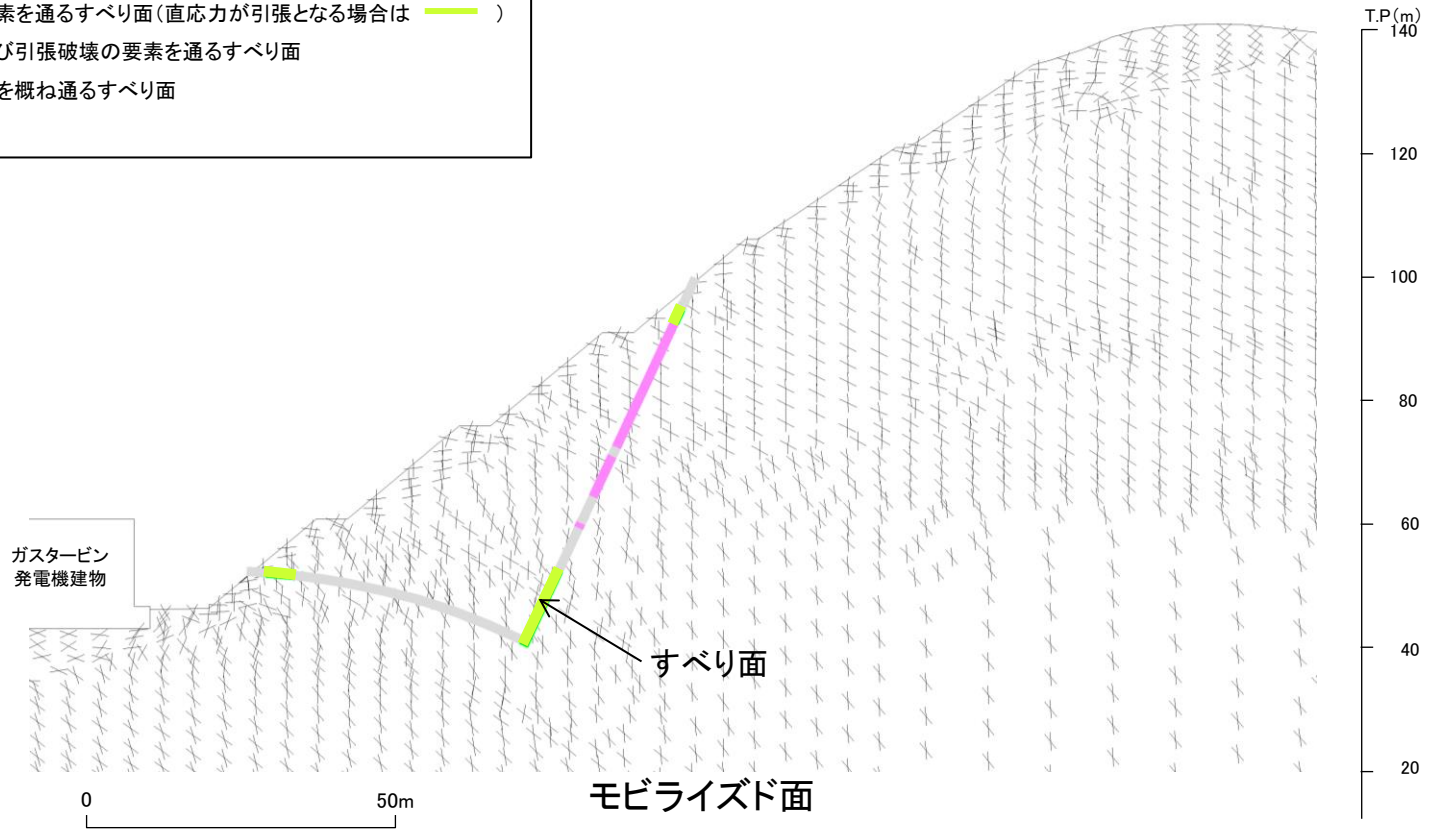 素を通るすべり面(直応力が引張となる場合は )
び引張破壊の要素を通るすべり面
を概ね通るすべり面
T.P(m)
140
120
100
80
60
40
20
ガスタービン
発電機建物
すべり面
モビライズド面
0 50m